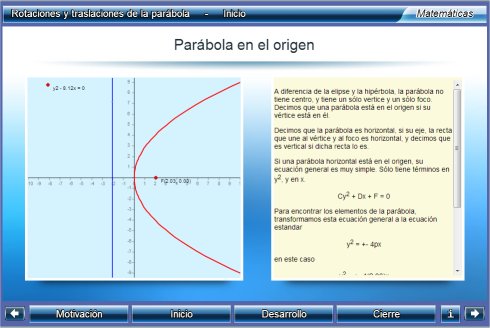 Rotaciones y traslaciones de la parábola - Inicio
Matemáticas
Parábola en el origen
y2 - 8.12x = 0
F(2.03, 0.00)
-10 -9 -8 -7 -6 -5 -4 -3 -2 -1 1 2 3 4 5 6 7 8 9 1
9
8
7
6
5
4
3
2
1
-1
-2
-3
-4
-5
-6
-7
-8
-9
A diferencia de la elipse y la hipérbola, la parábola no
tiene centro, y tiene un sólo vertice y un sólo foco.
Decimos que una parábola está en el origen si su
vértice está en él.
Decimos que la parábola es horizontal, si su eje, la recta
que une al vértice y al foco es horizontal, y decimos que
es vertical si dicha recta lo es.
Si una parábola horizontal está en el origen, su
ecuación general es muy simple. Sólo tiene términos en
y², y en x.
Cy² + Dx + F = 0
Para encontrar los elementos de la parábola,
transformamos esta ecuación general a la ecuación
estandar
y² = +- 4px
en este caso
Motivación
Inicio
Desarrollo
Cierre
i